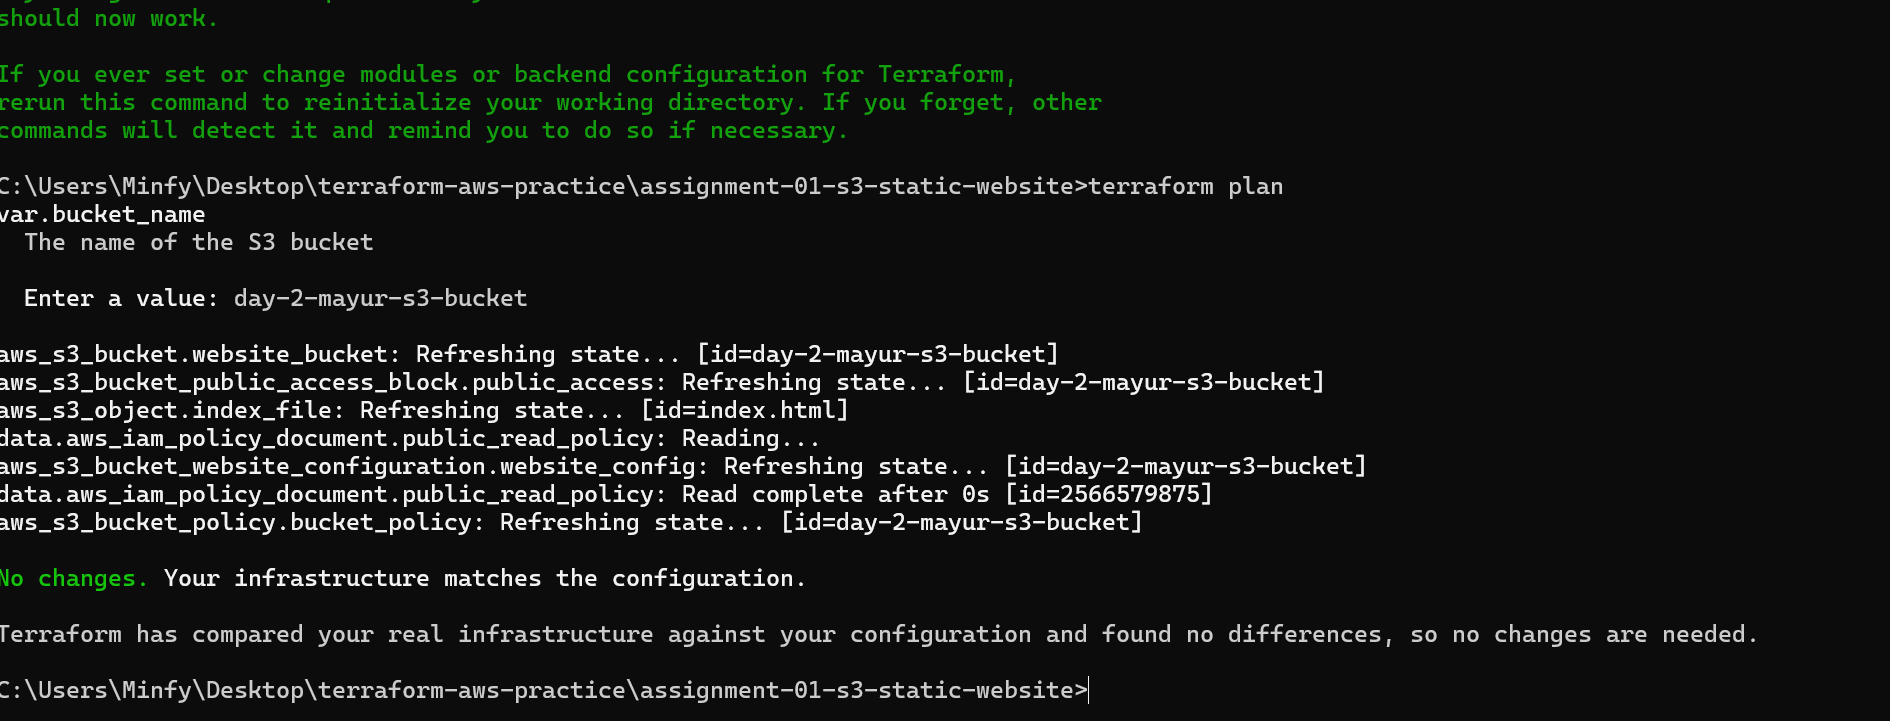 should now work.
If you ever set or change modules or backend configuration for Terraform,
rerun this command to reinitialize your working directory. If you forget, other
commands will detect it and remind you to do so if necessary.
C:\Users\Minfy\Desktop\terraform-aws-practice\assignment-01-s3-static-website>terraform plan
var.bucket_name
  The name of the S3 bucket
  Enter a value: day-2-mayur-s3-bucket
aws_s3_bucket.website_bucket: Refreshing state... [id=day-2-mayur-s3-bucket]
aws_s3_bucket_public_access_block.public_access: Refreshing state... [id=day-2-mayur-s3-bucket]
aws_s3_object.index_file: Refreshing state... [id=index.html]
data.aws_iam_policy_document.public_read_policy: Reading...
aws_s3_bucket_website_configuration.website_config: Refreshing state... [id=day-2-mayur-s3-bucket]
data.aws_iam_policy_document.public_read_policy: Read complete after 0s [id=2566579875]
aws_s3_bucket_policy.bucket_policy: Refreshing state... [id=day-2-mayur-s3-bucket]
No changes. Your infrastructure matches the configuration.
Terraform has compared your real infrastructure against your configuration and found no differences, so no changes are needed.
C:\Users\Minfy\Desktop\terraform-aws-practice\assignment-01-s3-static-website>